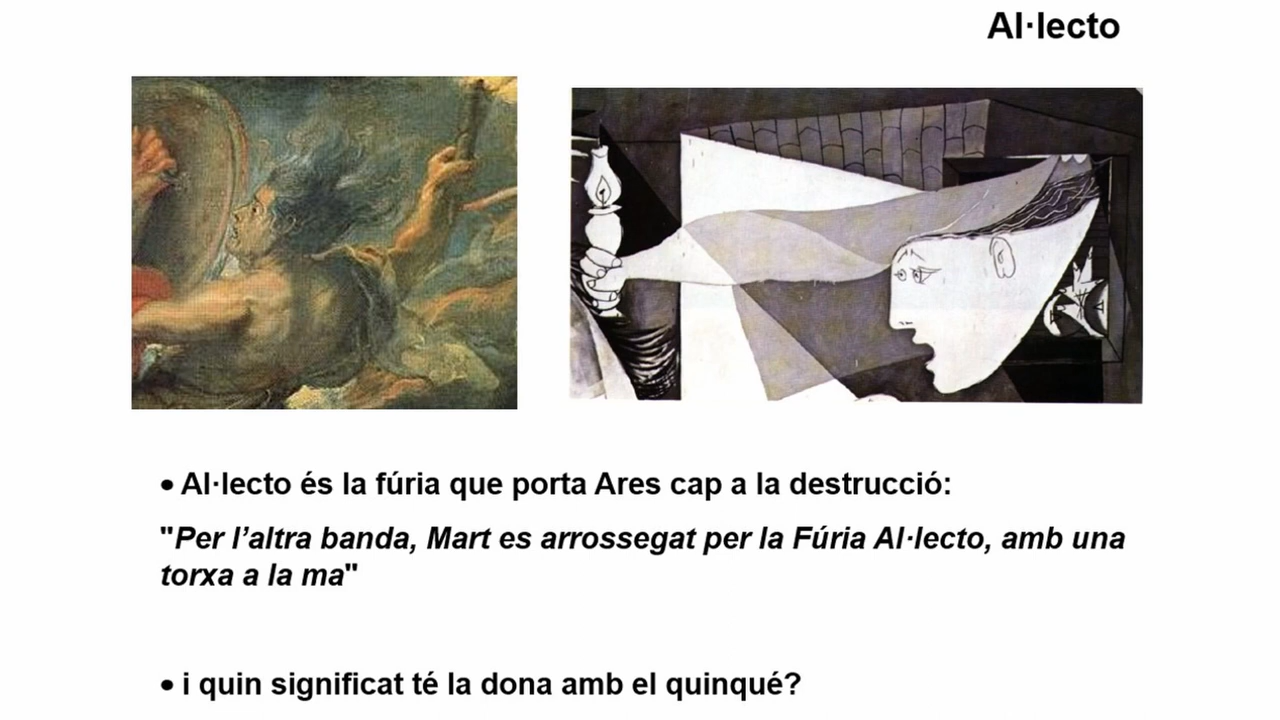 Al·lecto
• Al·lecto és la fúria que porta Ares cap a la destrucció:
"Per l’altra banda, Mart es arrossegat per la Fúria Al·lecto, amb una
torxa a la ma"
• i quin significat té la dona amb el quinqué?